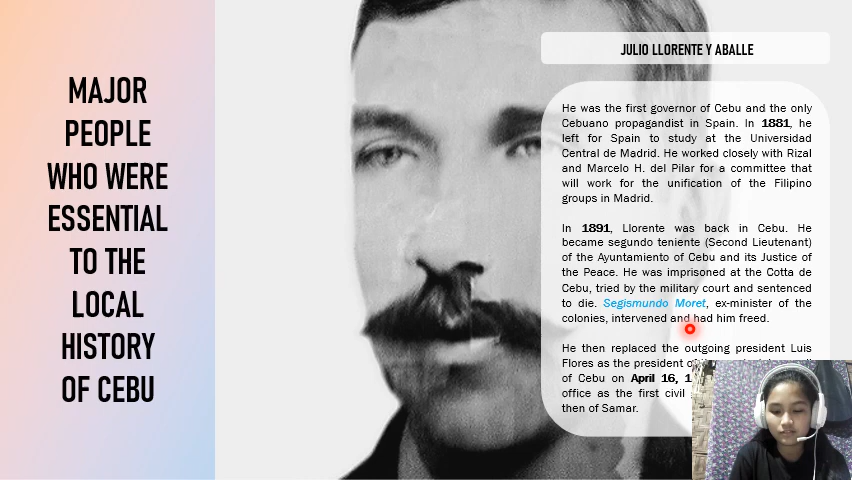 MAJOR
PEOPLE
WHO WERE
ESSENTIAL
TO THE
LOCAL
HISTORY
OF CEBU
JULIO LLORENTE Y ABALLE
He was the first governor of Cebu and the only
Cebuano propagandist in Spain. In 1881, he
left for Spain to study at the Universidad
Central de Madrid. He worked closely with Rizal
and Marcelo H. del Pilar for a committee that
will work for the unification of the Filipino
groups in Madrid.
In 1891, Llorente was back in Cebu. He
became segundo teniente (Second Lieutenant)
of the Ayuntamiento of Cebu and its Justice of
the Peace. He was imprisoned at the Cotta de
Cebu, tried by the military court and sentenced
to die. Segismundo Moret, ex-minister of the
colonies, intervened and had him freed.
He then replaced the outgoing president Luis
Flores as the president
of Cebu on April 16, 1
office as the first civil
then of Samar.